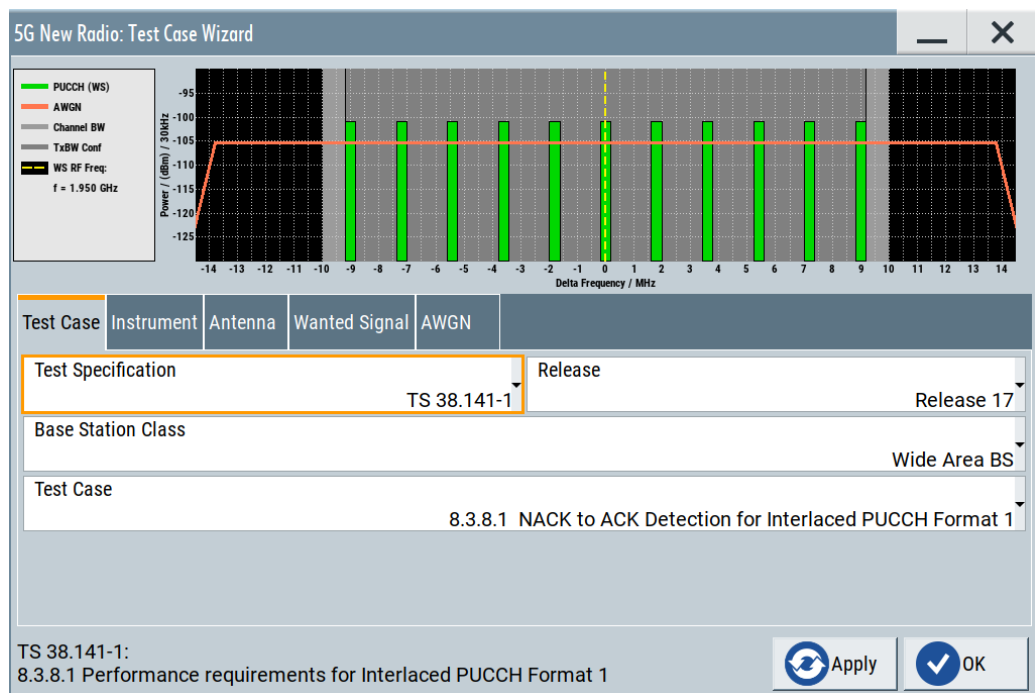 5G New Radio: Test Case Wizard
PUCCH (WS)
AWGN
Channel BW
TxBW Conf
WS RF Freq:
f = 1.950 GHz
Power / (dBm) / 30kHz
-95
-100
-105
-110
-115
-120
-125
-14 -13 -12 -11 -10 -9 -8 -7 -6 -5 -4 -3 -2 -1 0 1 2 3 4 5 6 7 8 9 10 11 12 13 14
Delta Frequency / MHz
Test Case Instrument Antenna Wanted Signal AWGN
Test Specification
TS 38.141-1
Release
Release 17
Base Station Class
Wide Area BS
Test Case
8.3.8.1 NACK to ACK Detection for Interlaced PUCCH Format 1
TS 38.141-1:
8.3.8.1 Performance requirements for Interlaced PUCCH Format 1
Apply
OK